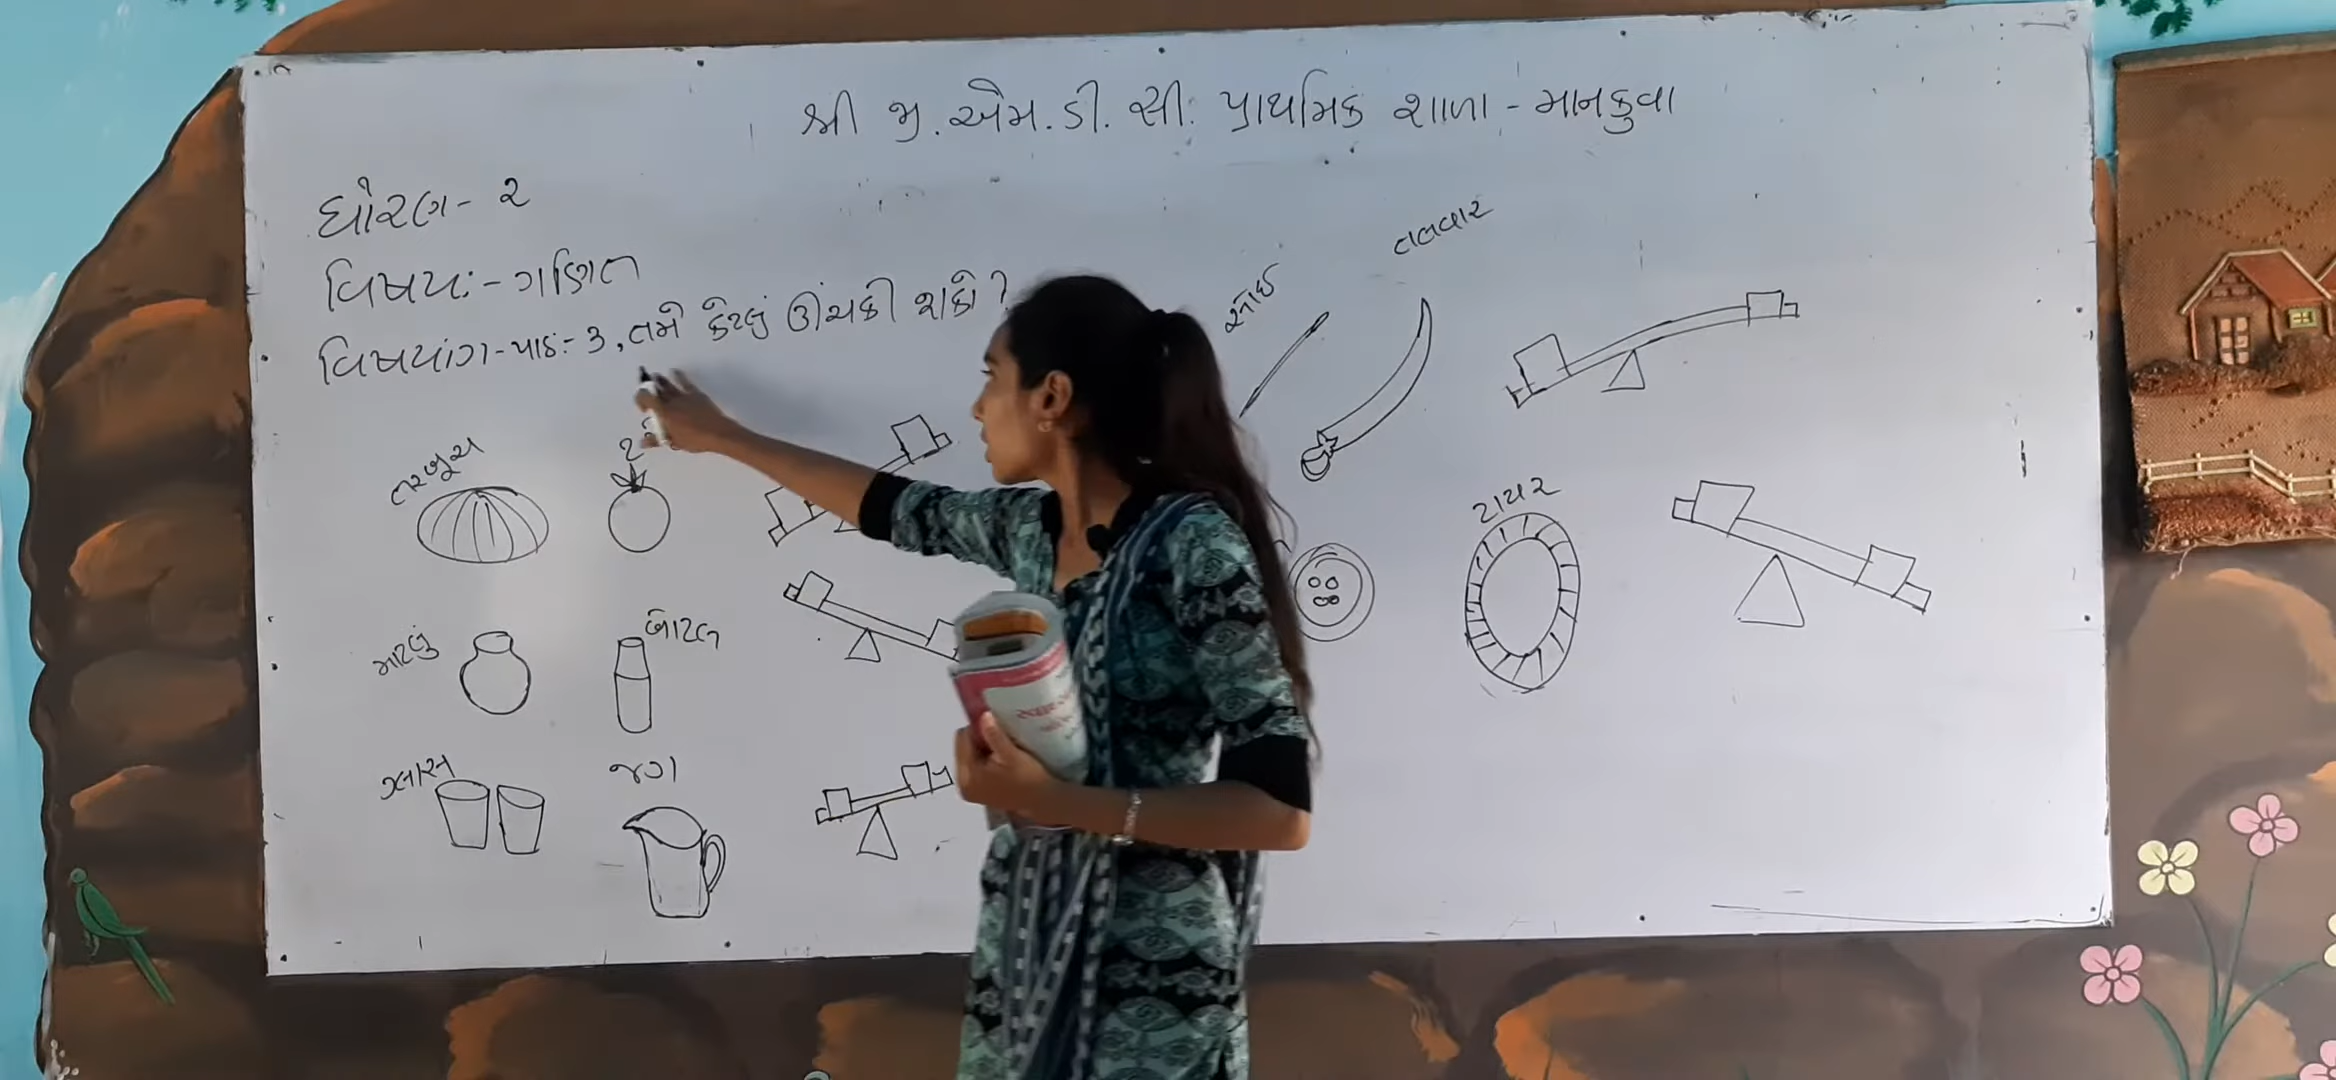 શ્રી જી. એમ. ડી. સી. પ્રાથમિક શાળા - માનકુવા
ધોરણ - ૨
વિષય :- ગણિત
વિષયાંગ - પાઠ :- ૩, તમે કેટલું ઊંચકી શકો ?
તલવાર
સોઈ
તરબૂચ
ટાયર
માટલું
બોટલ
ગ્લાસ
જગ